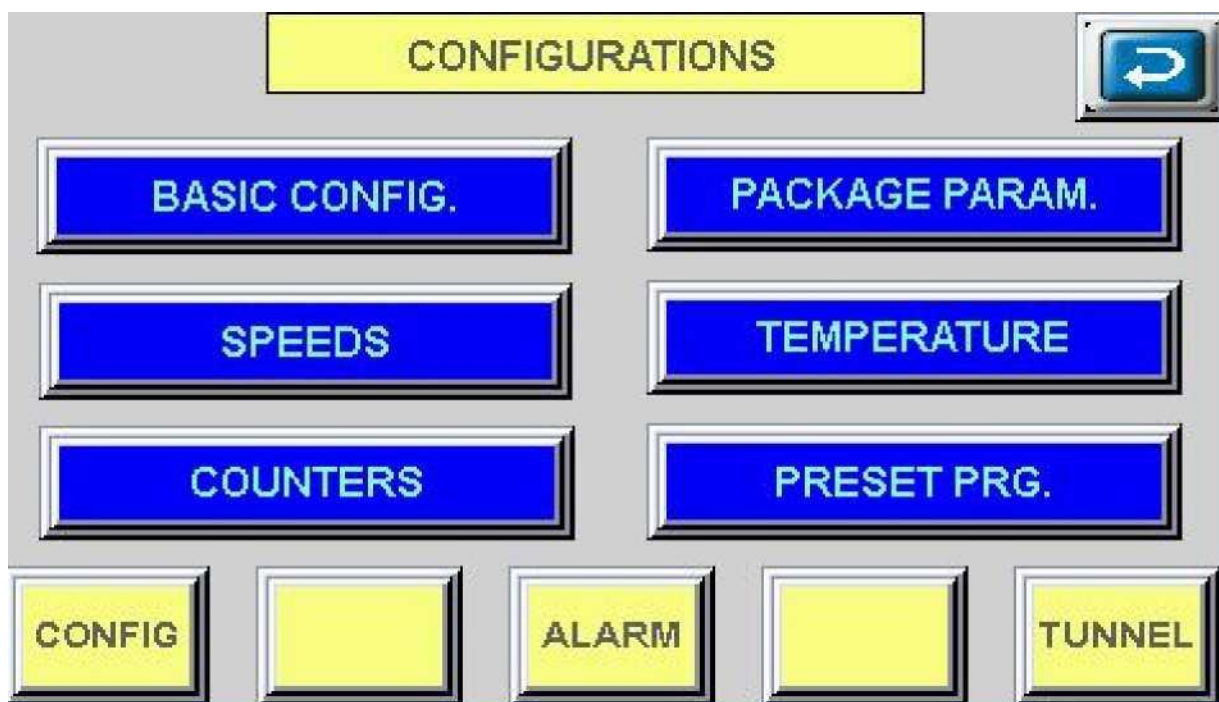 CONFIGURATIONS
BASIC CONFIG.
PACKAGE PARAM.
SPEEDS
TEMPERATURE
COUNTERS
PRESET PRG.
CONFIG
ALARM
TUNNEL